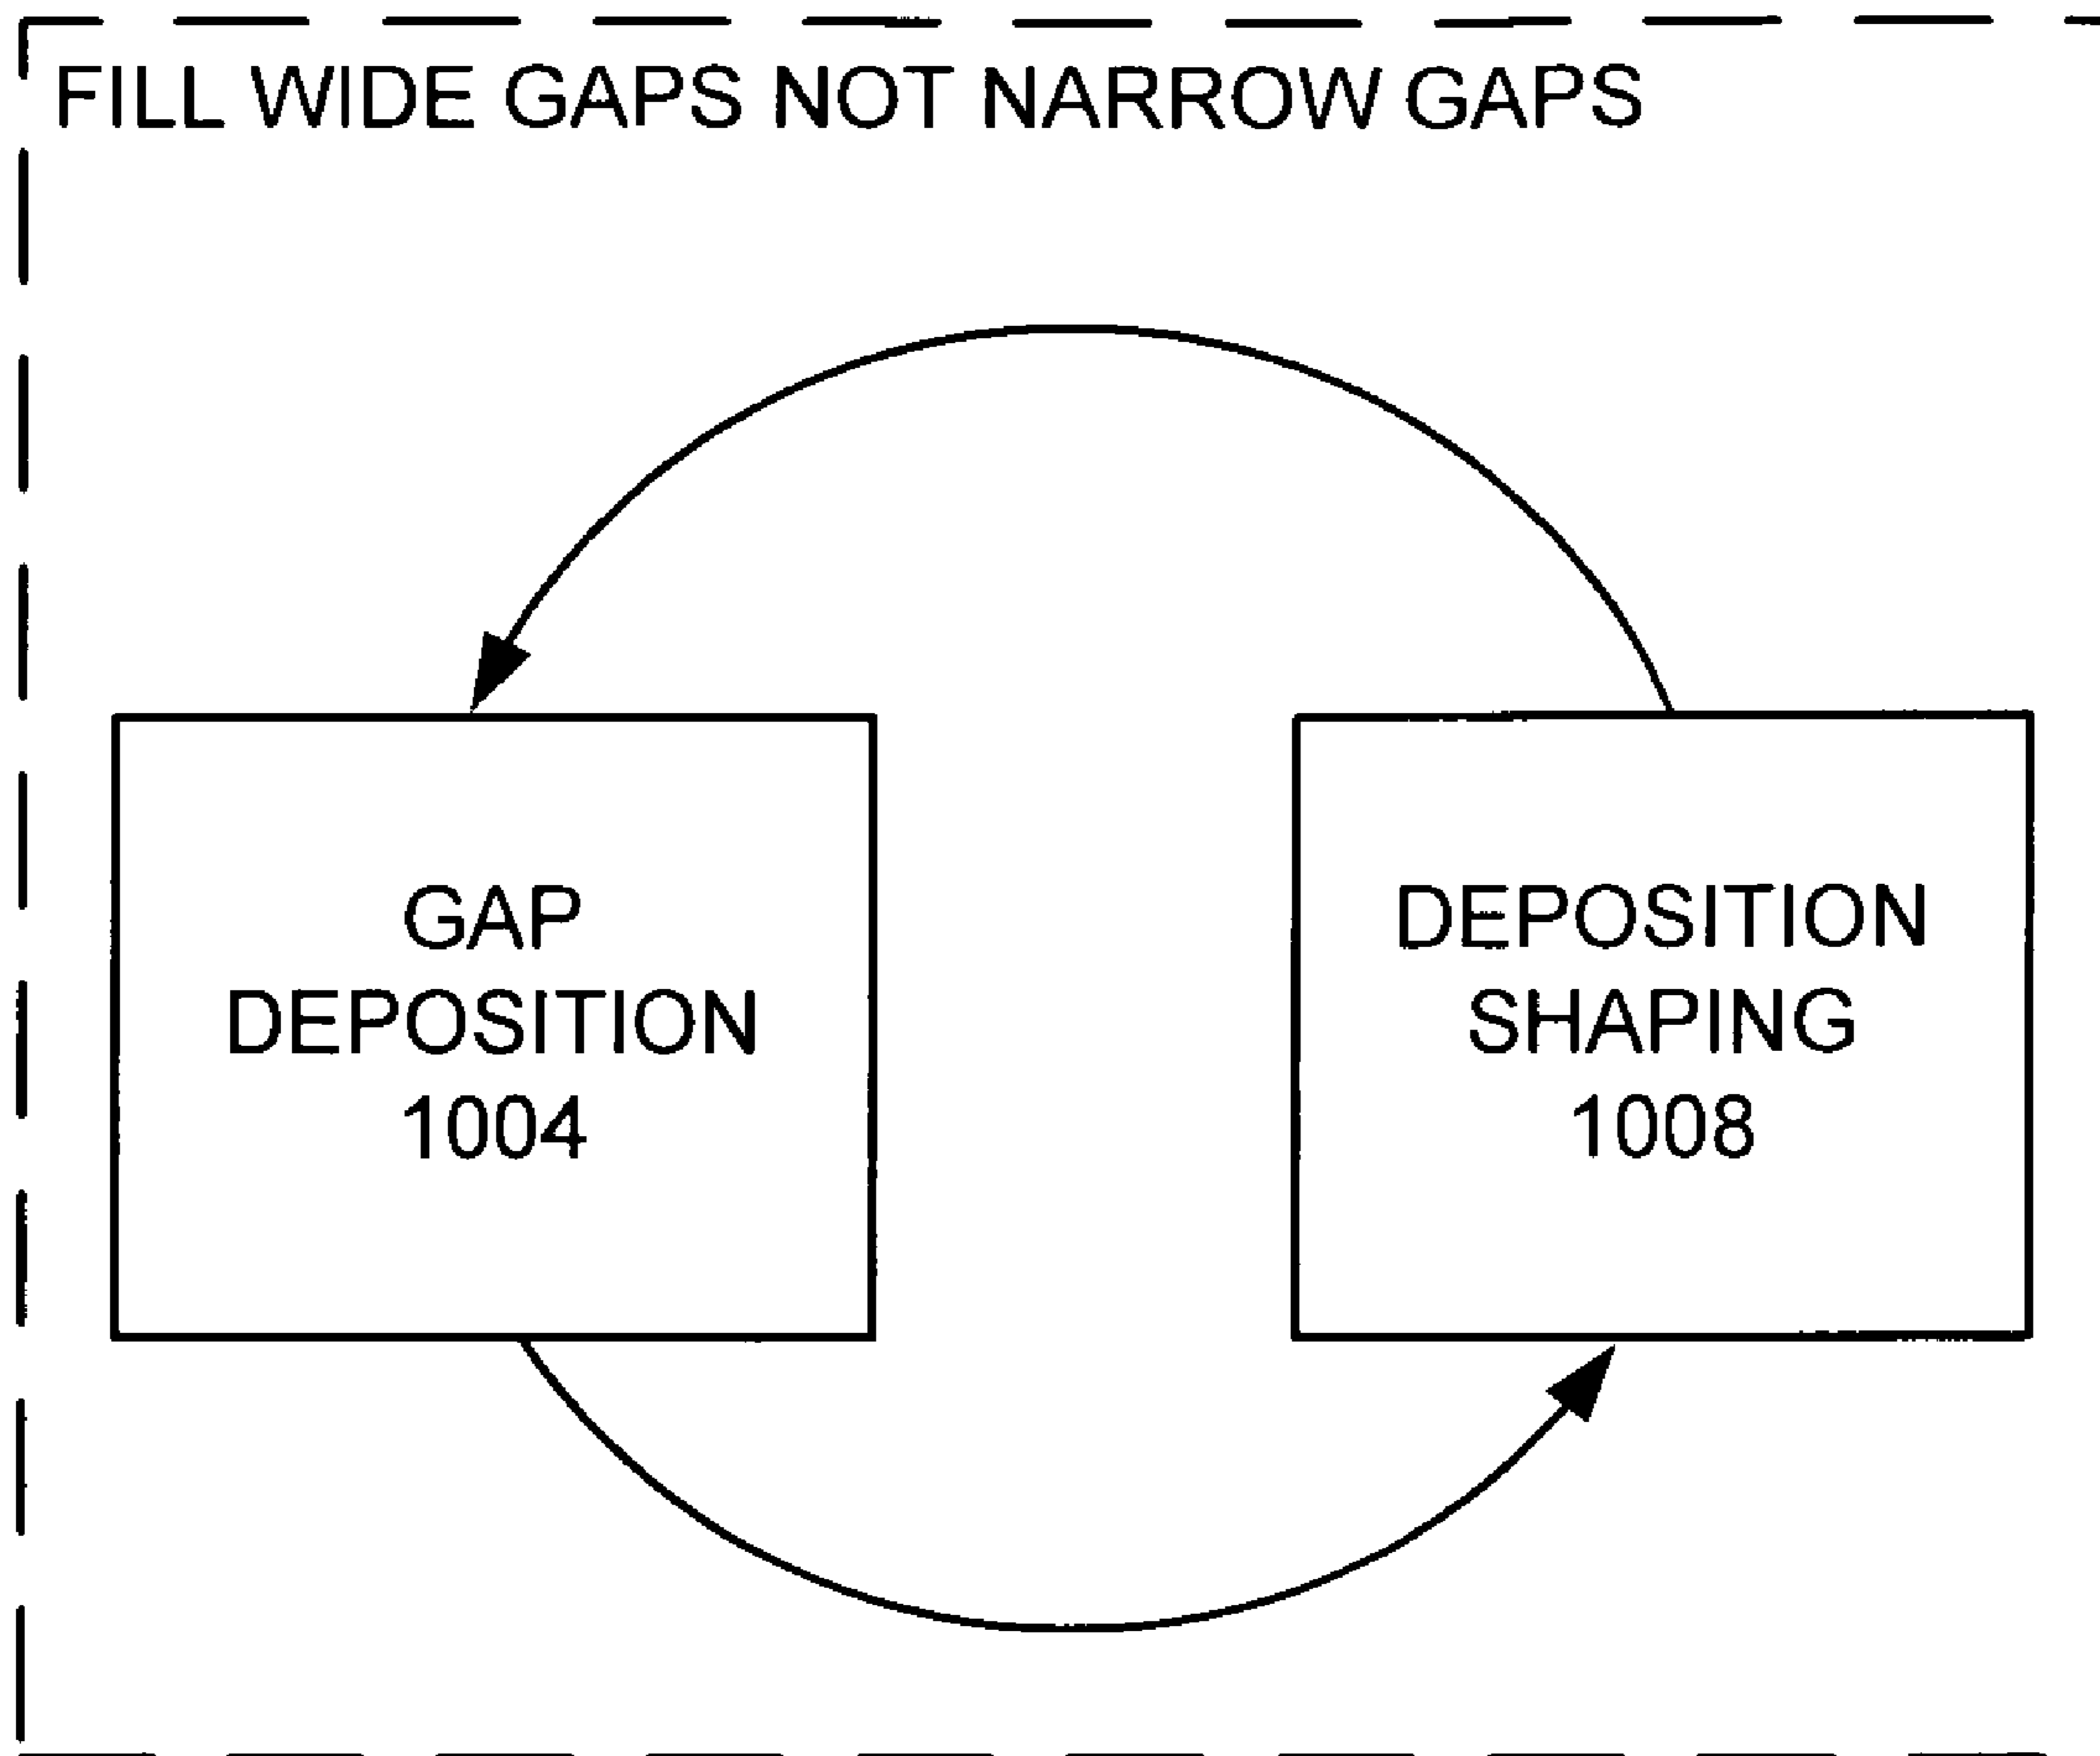 FILL WIDE GAPS NOT NARROW GAPS
GAP
DEPOSITION
1004
DEPOSITION
SHAPING
1008